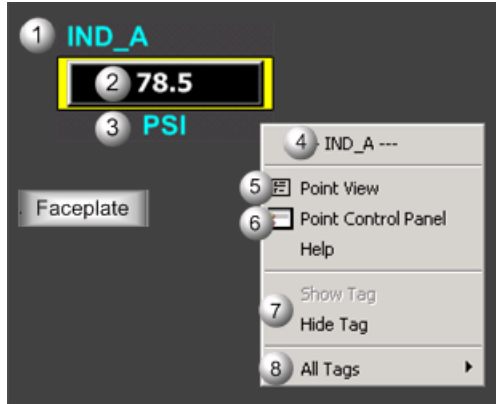 1 IND_A
2 78.5
3 PSI
4 - IND_A ---
Faceplate
5 Point View
6 Point Control Panel
Help
Show Tag
7
Hide Tag
8 All Tags